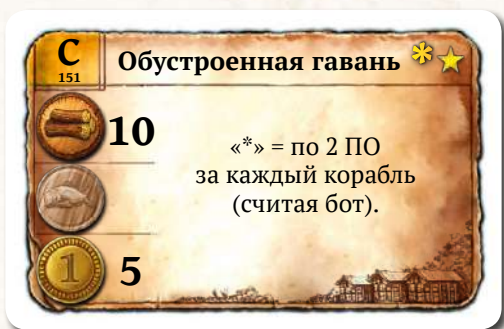 С
151
Обустроенная гавань *
10
«*» = по 2 ПО
за каждый корабль
(считая бот).
1
5